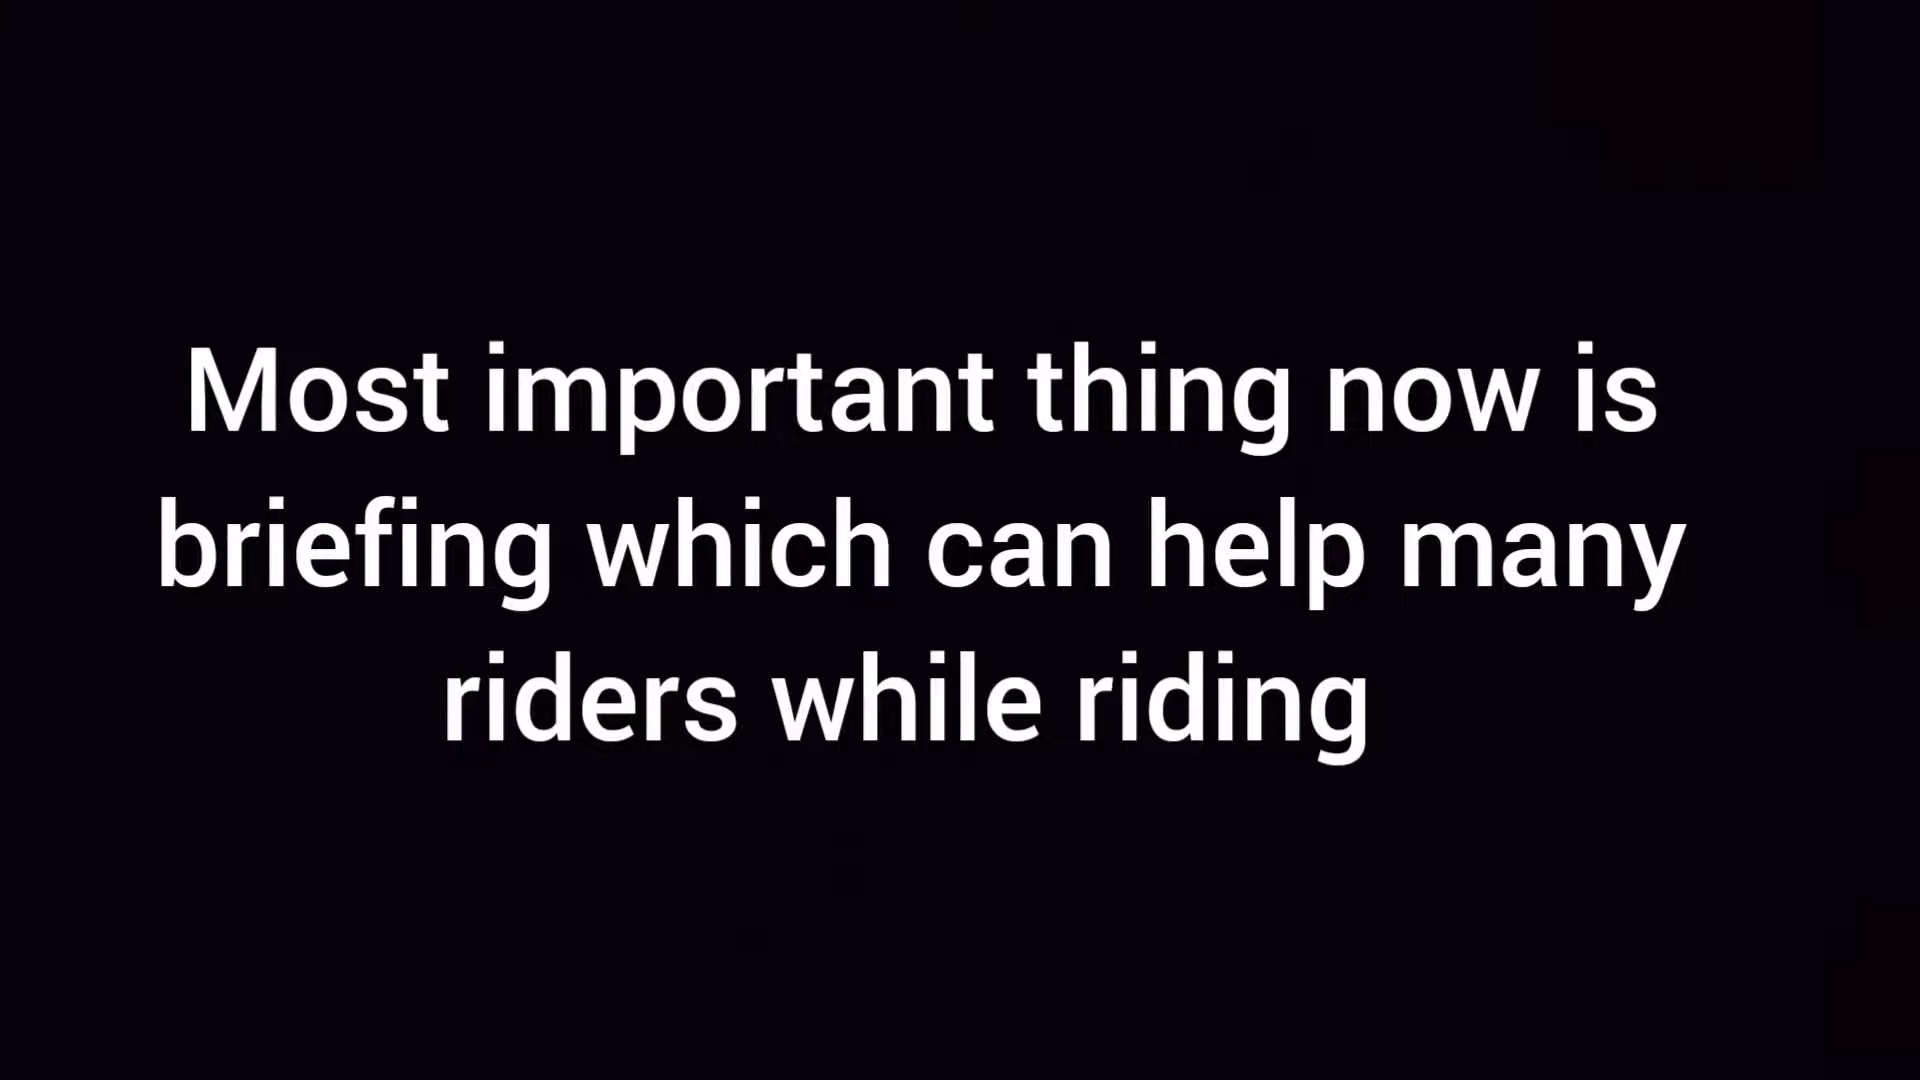 Most important thing now is
briefing which can help many
riders while riding